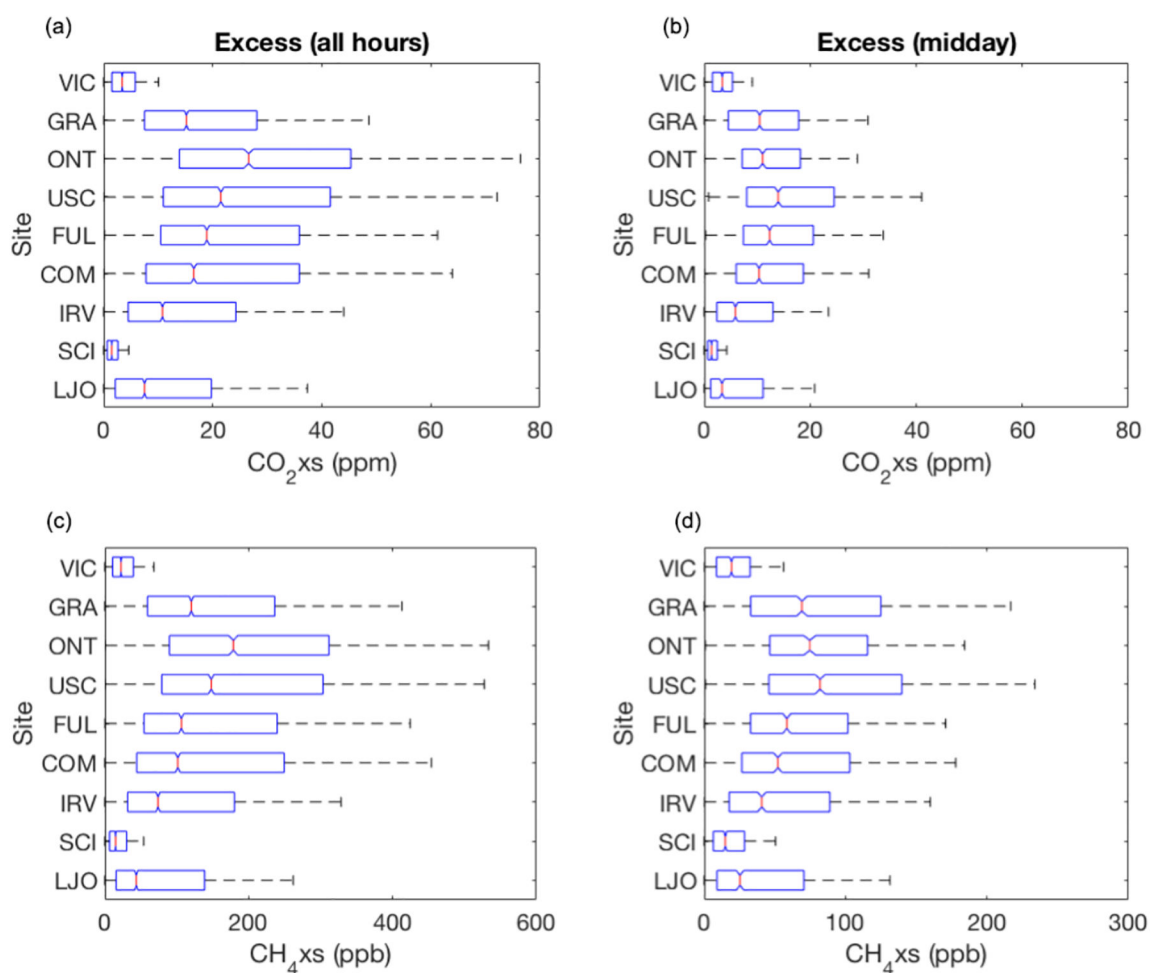 (a)
Excess (all hours)
VIC
GRA
ONT
USC
FUL
COM
IRV
SCI
LJO
Site
0 20 40 60 80
CO₂xs (ppm)
(b)
Excess (midday)
VIC
GRA
ONT
USC
FUL
COM
IRV
SCI
LJO
Site
0 20 40 60 80
CO₂xs (ppm)
(c)
VIC
GRA
ONT
USC
FUL
COM
IRV
SCI
LJO
Site
0 200 400 600
CH₄xs (ppb)
(d)
VIC
GRA
ONT
USC
FUL
COM
IRV
SCI
LJO
Site
0 100 200 300
CH₄xs (ppb)